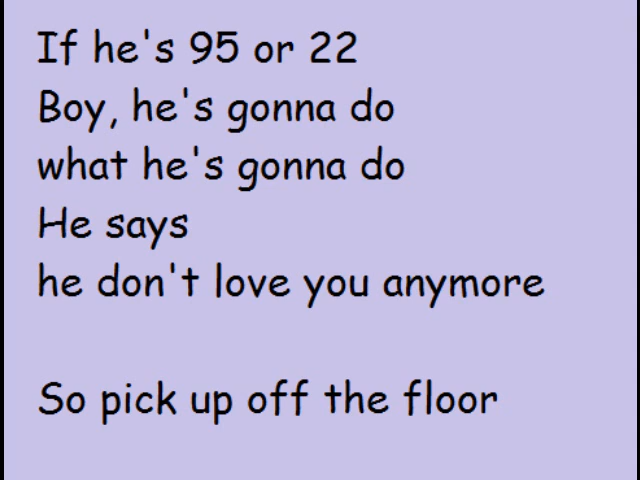 If he's 95 or 22
Boy, he's gonna do
what he's gonna do
He says
he don't love you anymore
So pick up off the floor